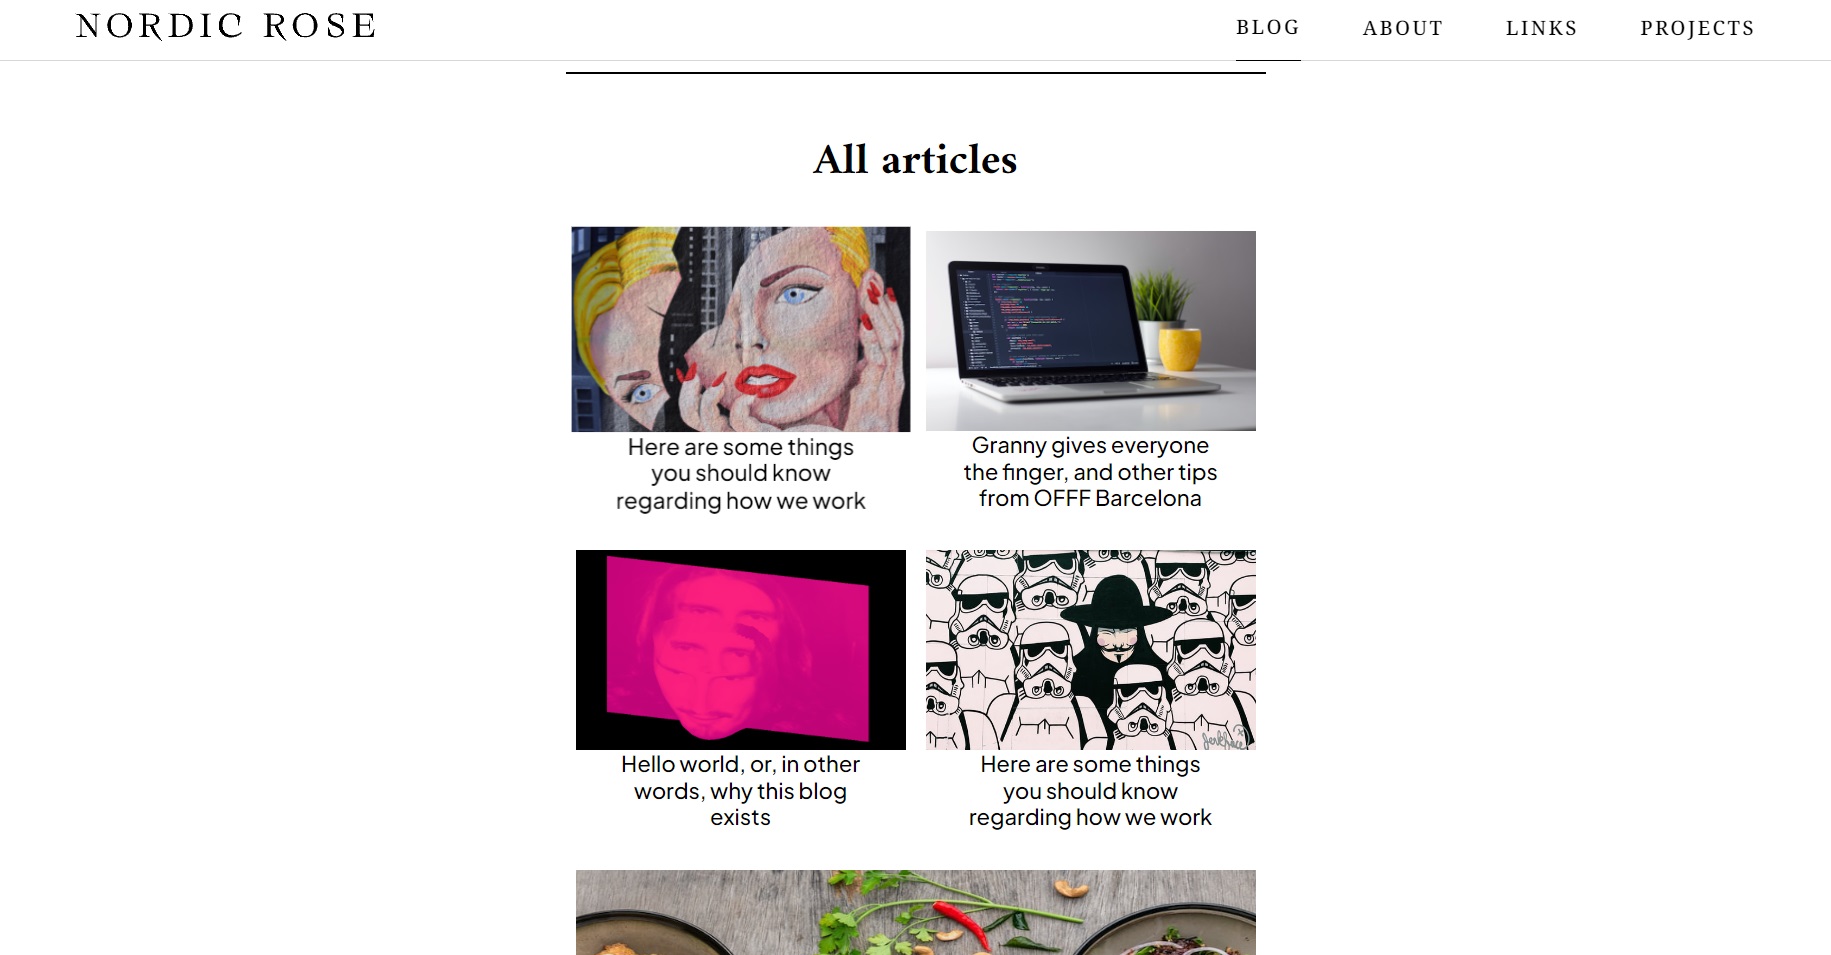 NORDIC ROSE
BLOG
ABOUT
LINKS
PROJECTS
All articles
Here are some things
you should know
regarding how we work
Granny gives everyone
the finger, and other tips
from OFFF Barcelona
Hello world, or, in other
words, why this blog
exists
Here are some things
you should know
regarding how we work